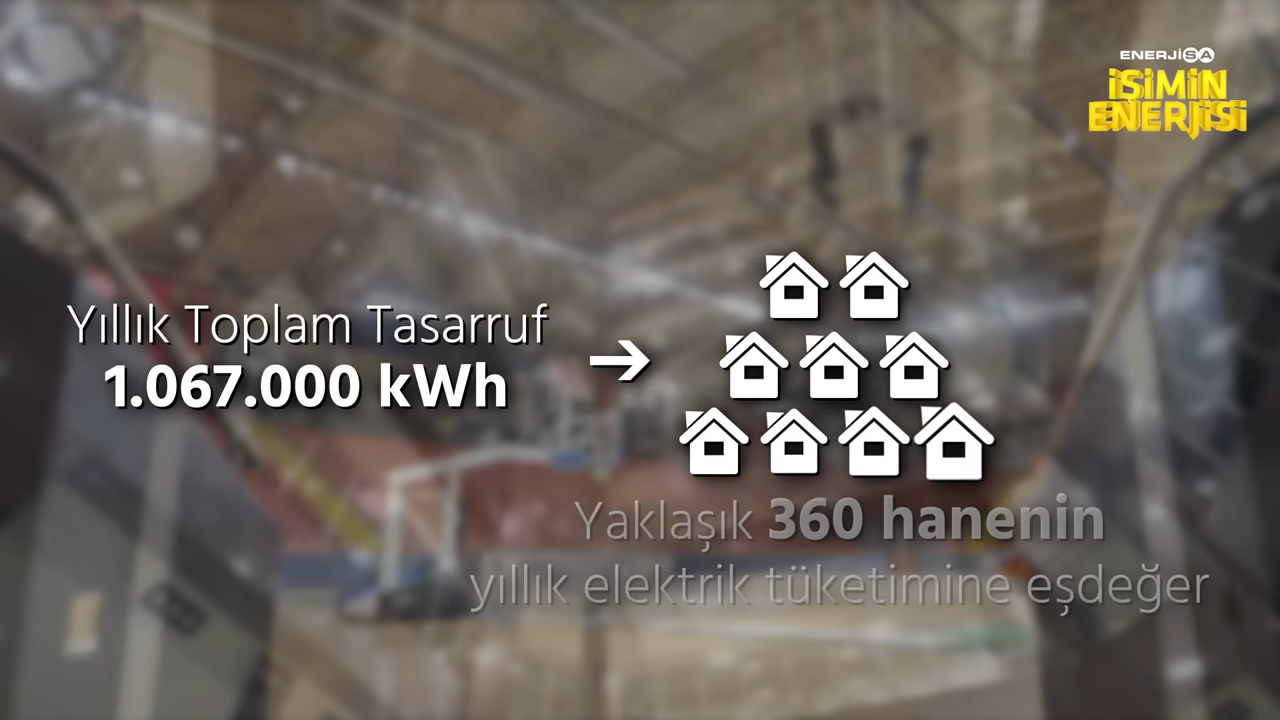 ENERJİSA
İŞİMİN
ENERJİSİ
Yıllık Toplam Tasarruf
1.067.000 kWh
Yaklaşık 360 hanenin
yıllık elektrik tüketimine eşdeğer